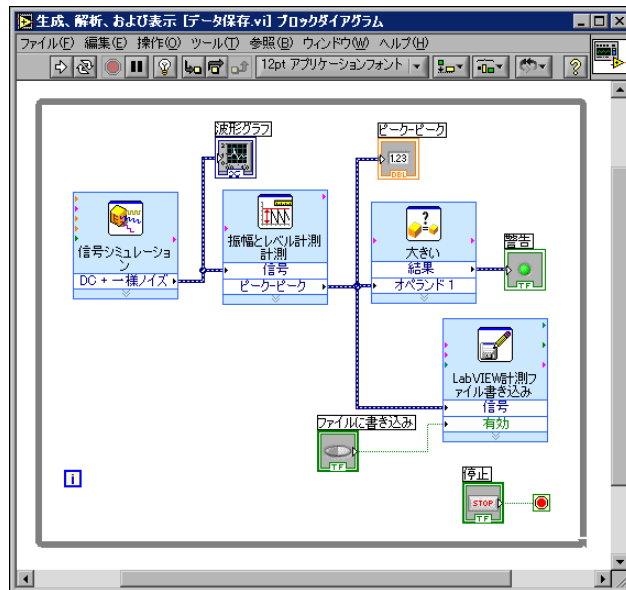 生成、解析、および表示 [データ保存.vi] ブロックダイアグラム
ファイル(F) 編集(E) 操作(O) ツール(T) 参照(B) ウィンドウ(W) ヘルプ(H)
12pt アプリケーションフォント
波形グラフ
ピーク-ピーク
1.23
DBL
信号シミュレーション
DC + 一様ノイズ
振幅とレベル計測
計測
信号
ピーク-ピーク
大きい
結果
オペランド 1
警告
TF
LabVIEW計測フ
ァイル書き込み
信号
有効
ファイルに書き込み
TF
i
停止
STOP
TF